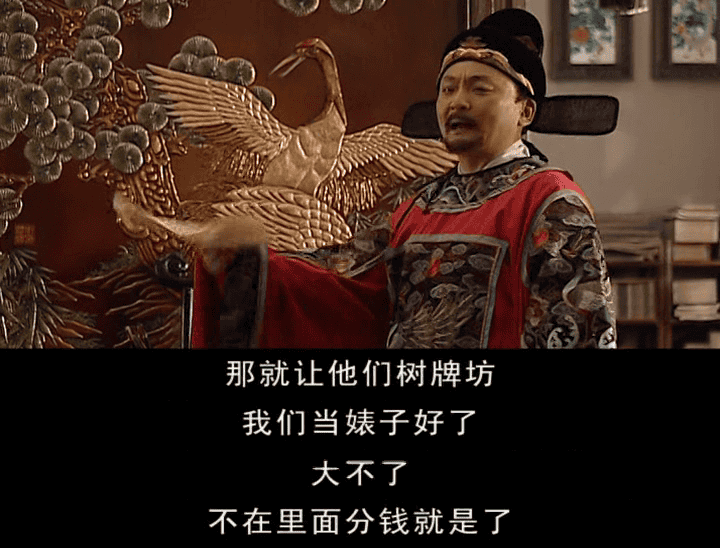 那就让他们树牌坊
我们当婊子好了
大不了
不在里面分钱就是了